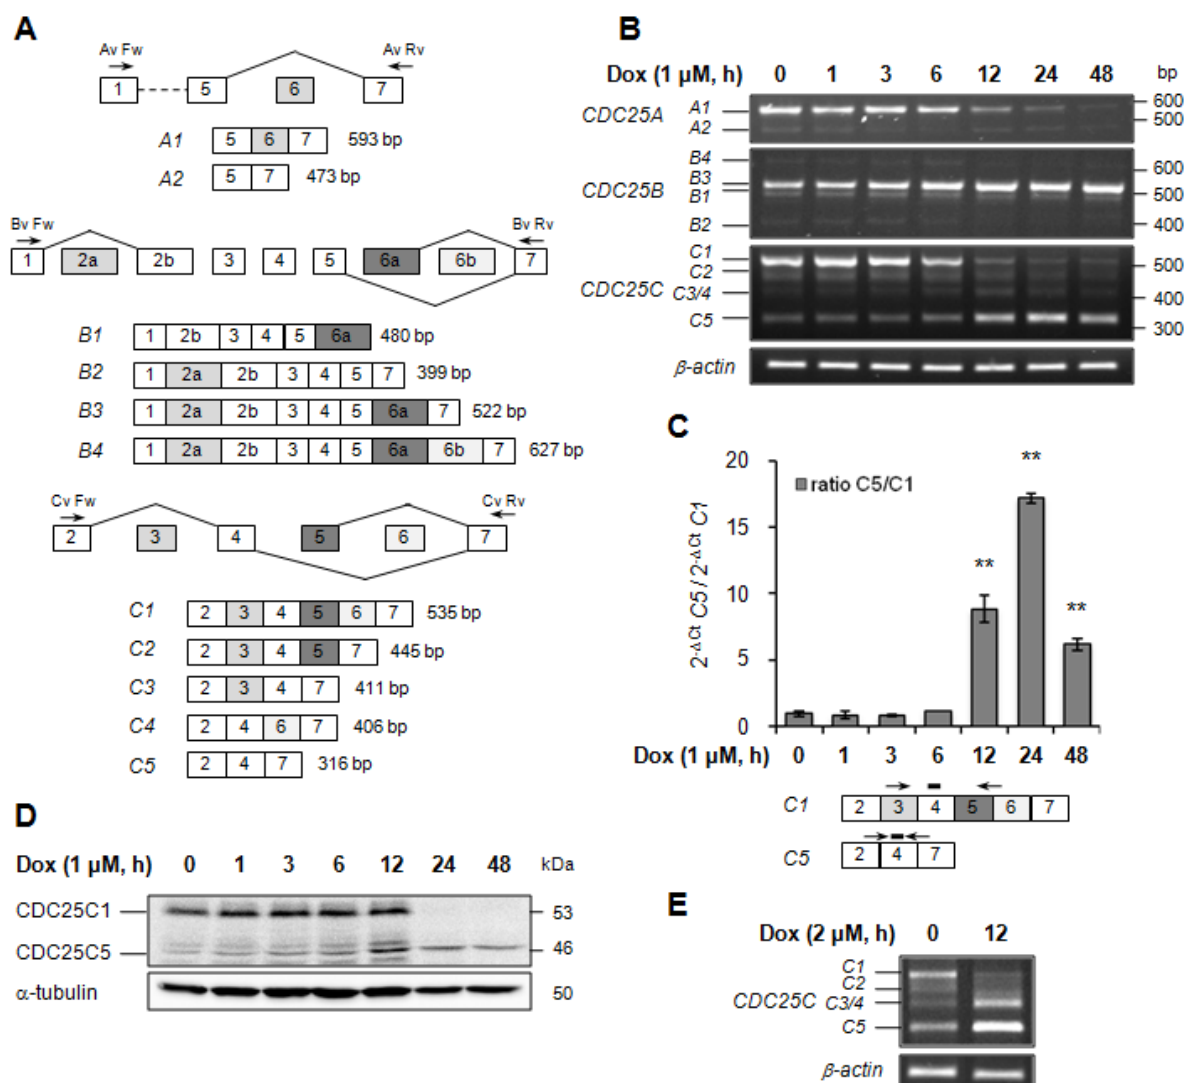 A
Av Fw Av Rv
1 5 6 7
A1 5 6 7 593 bp
A2 5 7 473 bp
Bv Fw Bv Rv
1 2a 2b 3 4 5 6a 6b 7
B1 1 2b 3 4 5 6a 480 bp
B2 1 2a 2b 3 4 5 7 399 bp
B3 1 2a 2b 3 4 5 6a 7 522 bp
B4 1 2a 2b 3 4 5 6a 6b 7 627 bp
Cv Fw Cv Rv
2 3 4 5 6 7
C1 2 3 4 5 6 7 535 bp
C2 2 3 4 5 7 445 bp
C3 2 3 4 7 411 bp
C4 2 4 6 7 406 bp
C5 2 4 7 316 bp
B
Dox (1 µM, h) 0 1 3 6 12 24 48 bp
CDC25A A1 A2 600 500
CDC25B B4 B3 B1 B2 600 500 400
CDC25C C1 C2 C3/4 C5 500 400 300
β-actin
C
2^-ΔCt C5 / 2^-ΔCt C1
20
15
10
5
0
ratio C5/C1
** ** **
Dox (1 µM, h) 0 1 3 6 12 24 48
C1 2 3 4 5 6 7
C5 2 4 7
D
Dox (1 µM, h) 0 1 3 6 12 24 48 kDa
CDC25C1 53
CDC25C5 46
α-tubulin 50
E
Dox (2 µM, h) 0 12
CDC25C C1 C2 C3/4 C5
β-actin